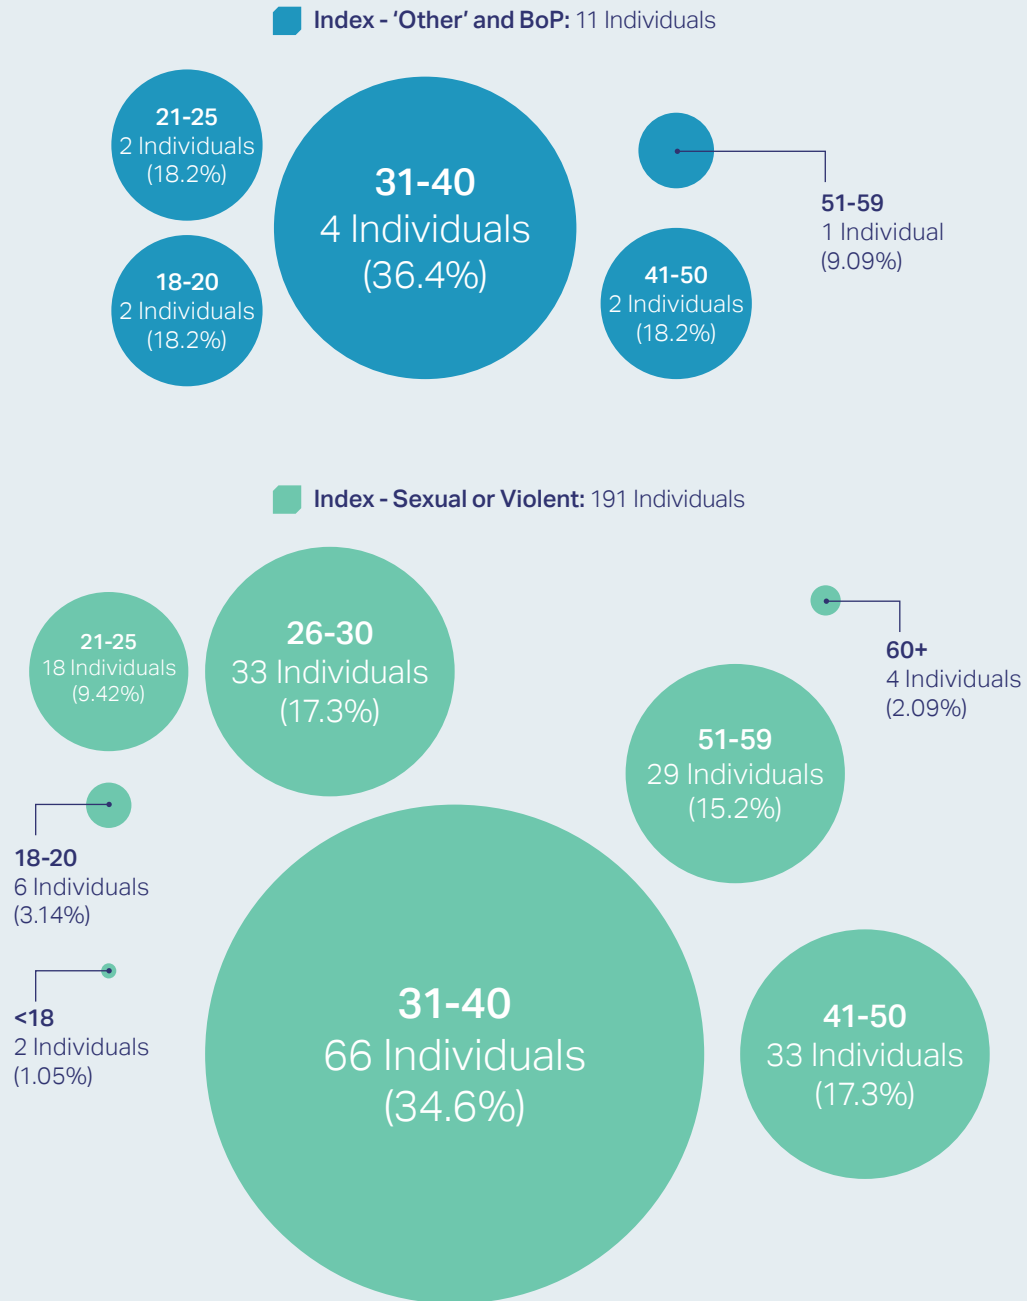 Index - ‘Other’ and BoP: 11 Individuals
21-25
2 Individuals
(18.2%)
18-20
2 Individuals
(18.2%)
31-40
4 Individuals
(36.4%)
41-50
2 Individuals
(18.2%)
51-59
1 Individual
(9.09%)
Index - Sexual or Violent: 191 Individuals
21-25
18 Individuals
(9.42%)
26-30
33 Individuals
(17.3%)
60+
4 Individuals
(2.09%)
51-59
29 Individuals
(15.2%)
18-20
6 Individuals
(3.14%)
<18
2 Individuals
(1.05%)
31-40
66 Individuals
(34.6%)
41-50
33 Individuals
(17.3%)